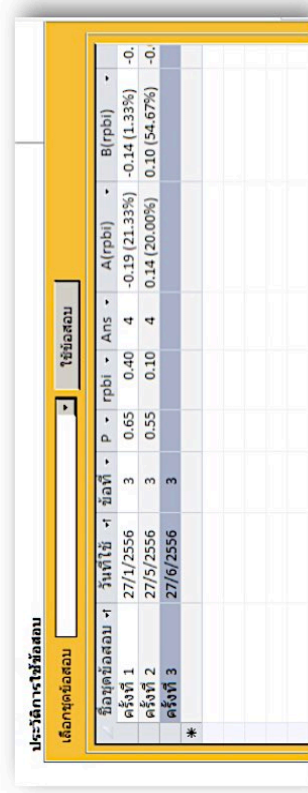 ประวัติการใช้ข้อสอบ
เลือกชุดข้อสอบ ใช้ข้อสอบ
ชื่อชุดข้อสอบ วันที่ใช้ ข้อที่ P rpbi Ans A(rpbi) B(rpbi)
ครั้งที่ 1 27/1/2556 3 0.65 0.40 4 -0.19 (21.33%) -0.14 (1.33%) -0.
ครั้งที่ 2 27/5/2556 3 0.55 0.10 4 0.14 (20.00%) 0.10 (54.67%) -0.
ครั้งที่ 3 27/6/2556 3
*